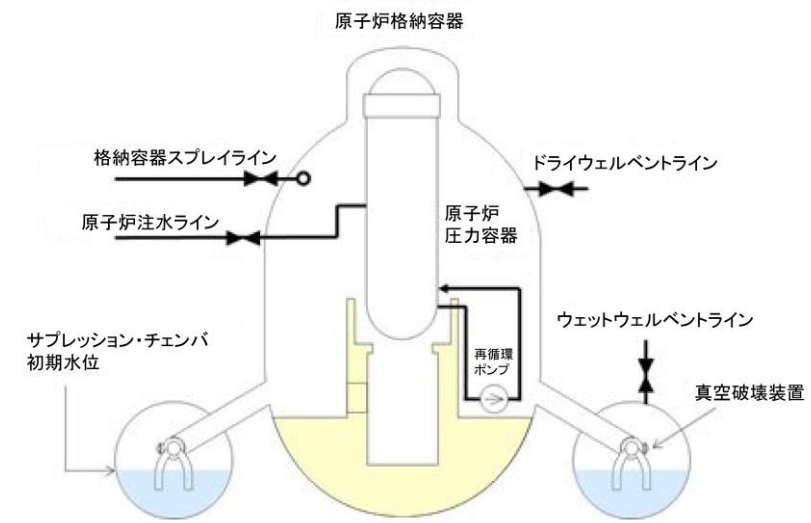 原子炉格納容器
格納容器スプレイライン
ドライウェルベントライン
原子炉注水ライン
原子炉
圧力容器
ウェットウェルベントライン
サプレッション・チェンバ
初期水位
再循環
ポンプ
真空破壊装置